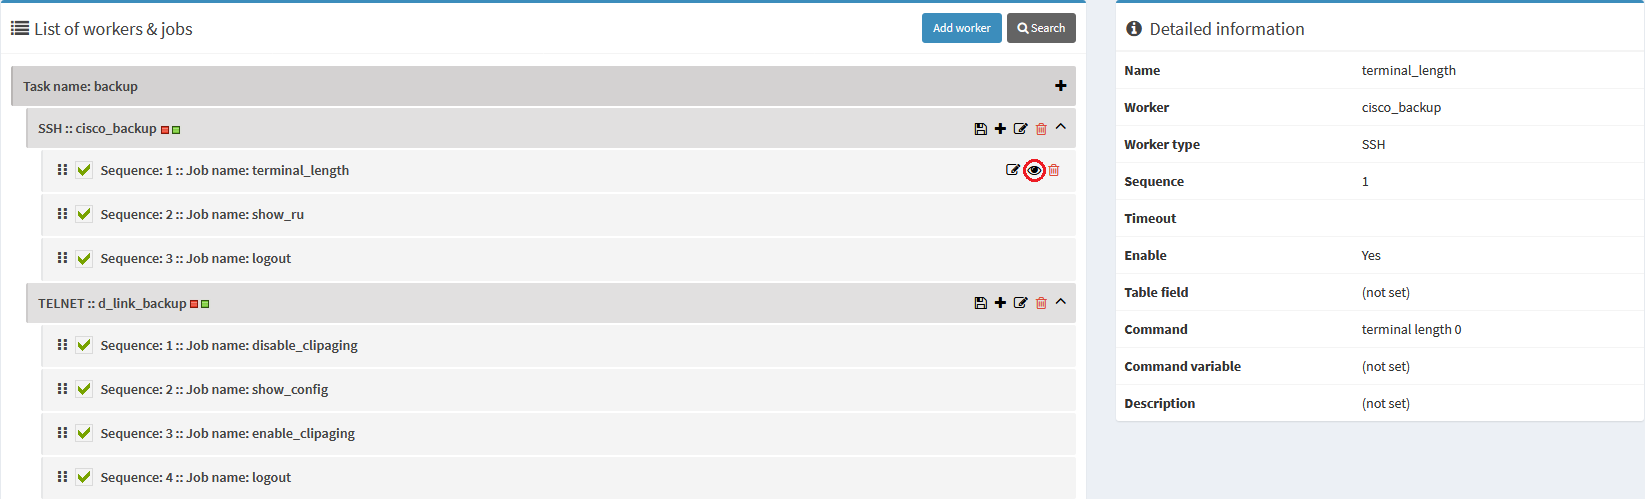 List of workers & jobs
Add worker
Search
Task name: backup
SSH :: cisco_backup
Sequence: 1 :: Job name: terminal_length
Sequence: 2 :: Job name: show_ru
Sequence: 3 :: Job name: logout
TELNET :: d_link_backup
Sequence: 1 :: Job name: disable_clipaging
Sequence: 2 :: Job name: show_config
Sequence: 3 :: Job name: enable_clipaging
Sequence: 4 :: Job name: logout
Detailed information
Name terminal_length
Worker cisco_backup
Worker type SSH
Sequence 1
Timeout
Enable Yes
Table field (not set)
Command terminal length 0
Command variable (not set)
Description (not set)